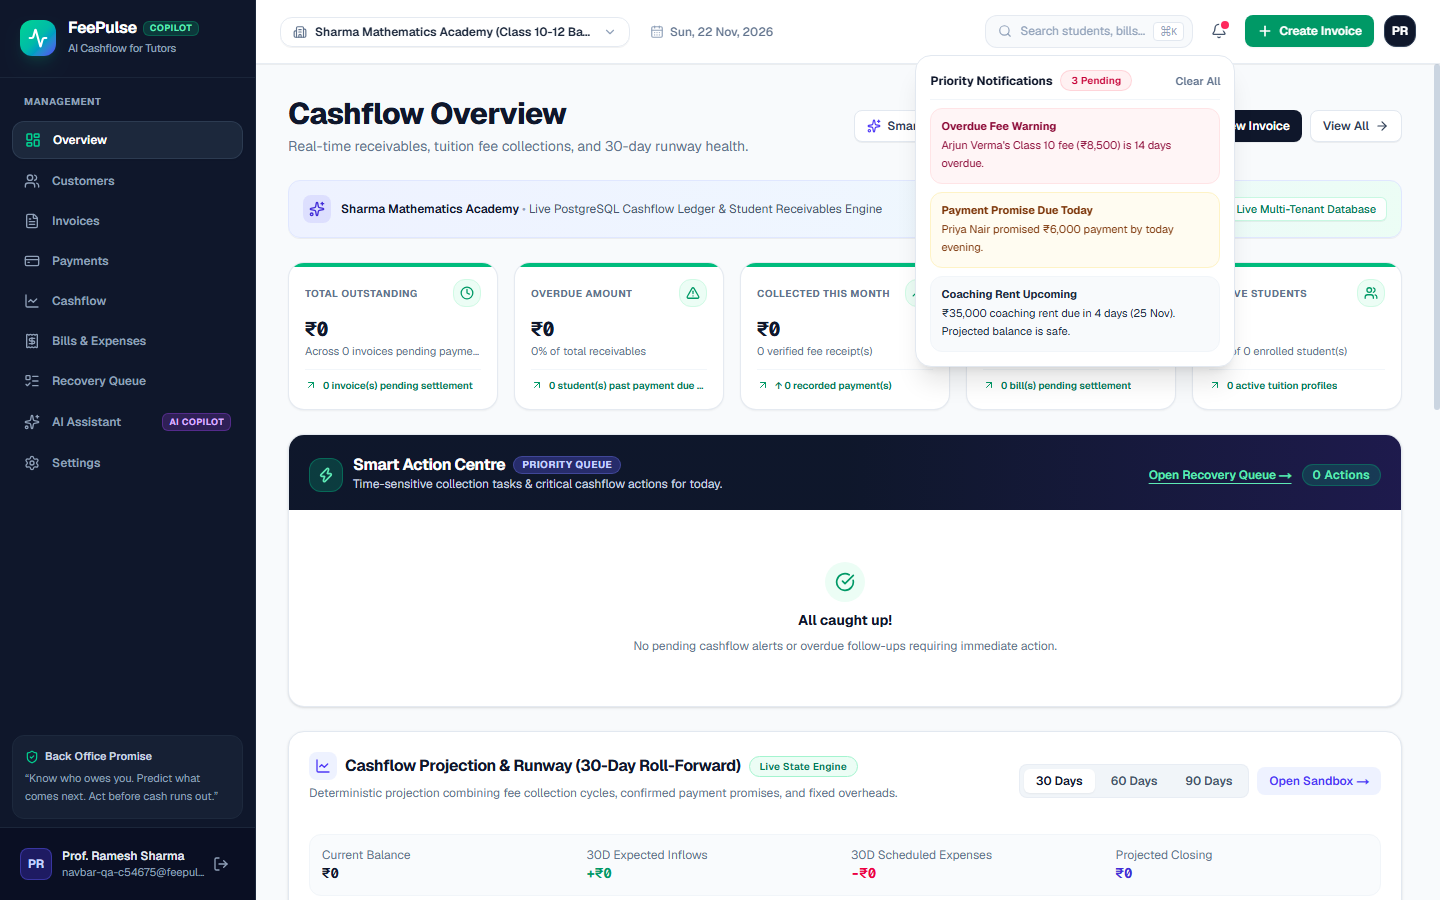 FeePulse COPILOT
AI Cashflow for Tutors
MANAGEMENT
Overview
Customers
Invoices
Payments
Cashflow
Bills & Expenses
Recovery Queue
AI Assistant AI COPILOT
Settings
Back Office Promise
“Know who owes you. Predict what
comes next. Act before cash runs out.”
PR
Prof. Ramesh Sharma
navbar-qa-c54675@feepul...
Sharma Mathematics Academy (Class 10-12 Ba...
Sun, 22 Nov, 2026
Search students, bills... ⌘K
Create Invoice
PR
Cashflow Overview
Real-time receivables, tuition fee collections, and 30-day runway health.
View All →
Priority Notifications 3 Pending Clear All
Overdue Fee Warning
Arjun Verma's Class 10 fee (₹8,500) is 14 days
overdue.
Payment Promise Due Today
Priya Nair promised ₹6,000 payment by today
evening.
Coaching Rent Upcoming
₹35,000 coaching rent due in 4 days (25 Nov).
Projected balance is safe.
Invoice
Sharma Mathematics Academy • Live PostgreSQL Cashflow Ledger & Student Receivables Engine
Live Multi-Tenant Database
TOTAL OUTSTANDING
₹0
Across 0 invoices pending payme...
0 invoice(s) pending settlement
OVERDUE AMOUNT
₹0
0% of total receivables
0 student(s) past payment due ...
COLLECTED THIS MONTH
₹0
0 verified fee receipt(s)
↑ 0 recorded payment(s)
0 bill(s) pending settlement
STUDENTS
of 0 enrolled student(s)
0 active tuition profiles
Smart Action Centre PRIORITY QUEUE
Time-sensitive collection tasks & critical cashflow actions for today.
Open Recovery Queue →
0 Actions
All caught up!
No pending cashflow alerts or overdue follow-ups requiring immediate action.
Cashflow Projection & Runway (30-Day Roll-Forward) Live State Engine
Deterministic projection combining fee collection cycles, confirmed payment promises, and fixed overheads.
30 Days 60 Days 90 Days Open Sandbox →
Current Balance
₹0
30D Expected Inflows
+₹0
30D Scheduled Expenses
-₹0
Projected Closing
₹0